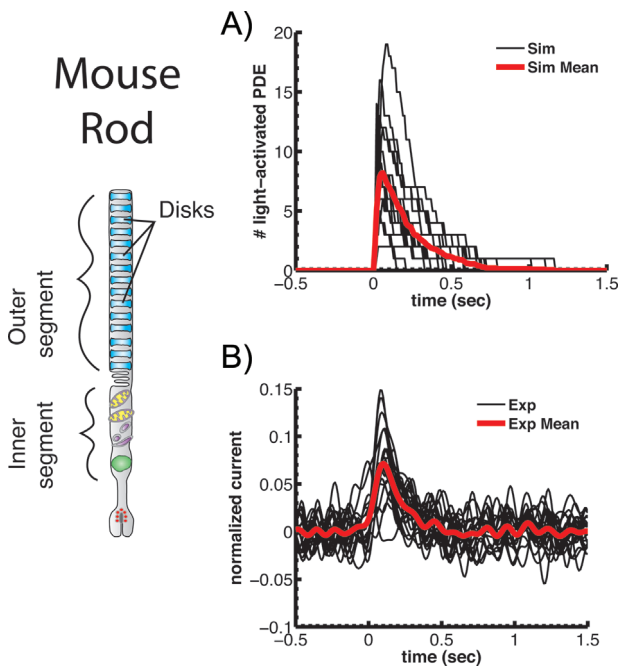 Mouse
Rod
Disks
Outer
segment
Inner
segment
A)
# light-activated PDE
20
15
10
5
0
-0.5
0
0.5
1
1.5
time (sec)
Sim
Sim Mean
B)
normalized current
0.15
0.1
0.05
0
-0.05
-0.1
-0.5
0
0.5
1
1.5
time (sec)
Exp
Exp Mean